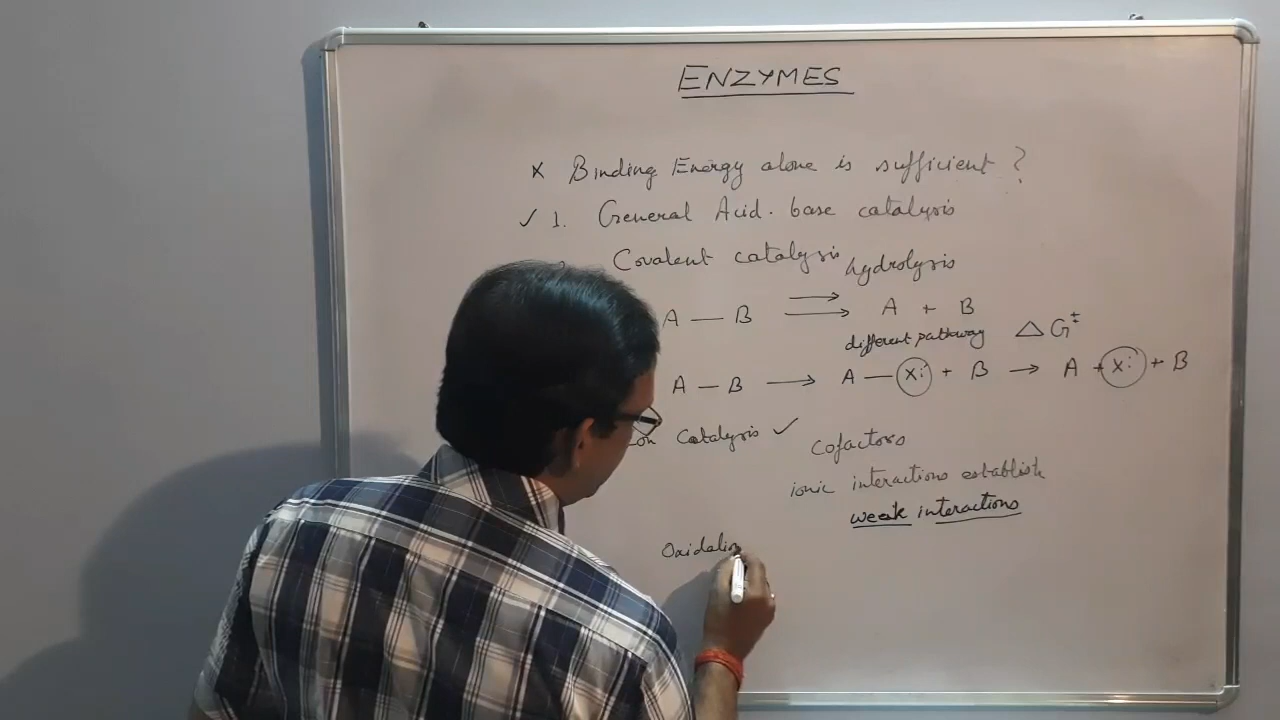 ENZYMES
x Binding Energy alone is sufficient ?
✓ 1. General Acid. base catalysis
Covalent catalysis
hydrolysis
A — B ⇉ A + B
different pathway ΔG‡
A — B → A — X: + B → A + X: + B
Catalysis ✓
cofactors
ionic interactions establish
weak interactions
Oxidatio